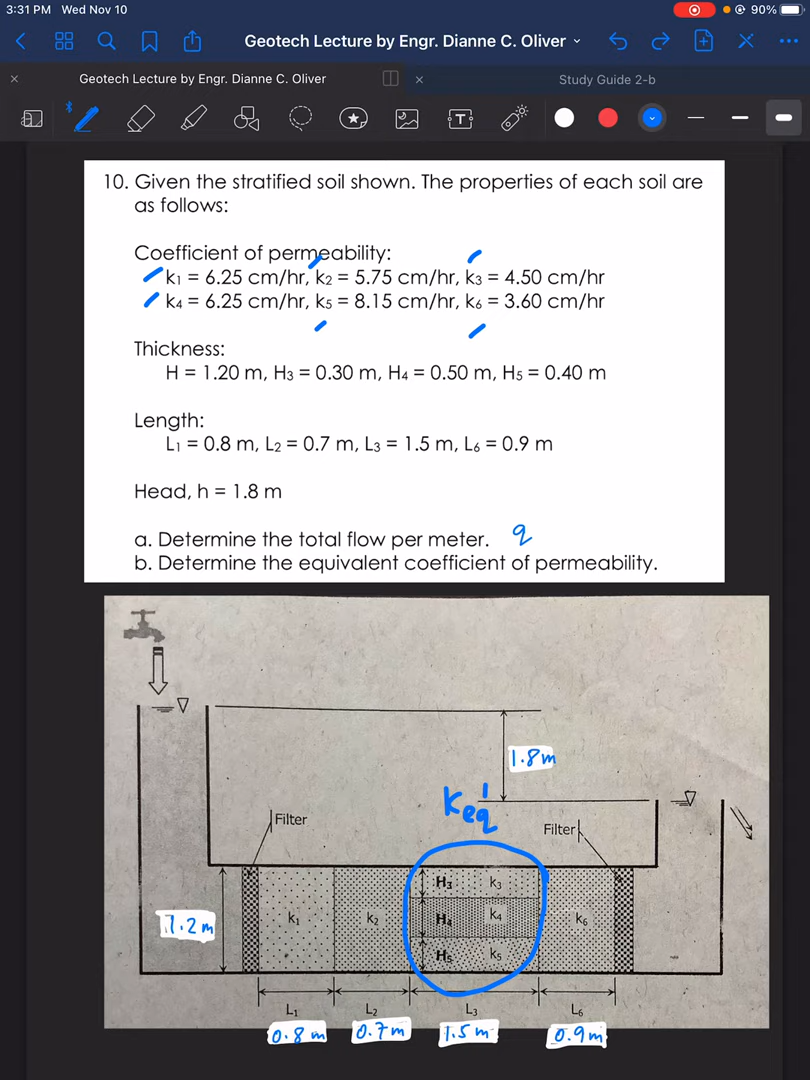 3:31 PM Wed Nov 10
90%
Geotech Lecture by Engr. Dianne C. Oliver
Geotech Lecture by Engr. Dianne C. Oliver
Study Guide 2-b
10. Given the stratified soil shown. The properties of each soil are
as follows:
Coefficient of permeability:
k₁ = 6.25 cm/hr, k₂ = 5.75 cm/hr, k₃ = 4.50 cm/hr
k₄ = 6.25 cm/hr, k₅ = 8.15 cm/hr, k₆ = 3.60 cm/hr
Thickness:
H = 1.20 m, H₃ = 0.30 m, H₄ = 0.50 m, H₅ = 0.40 m
Length:
L₁ = 0.8 m, L₂ = 0.7 m, L₃ = 1.5 m, L₆ = 0.9 m
Head, h = 1.8 m
a. Determine the total flow per meter. q
b. Determine the equivalent coefficient of permeability.
1.8m
Keq'
Filter
Filter
H₃ k₃
1.2m k₁ k₂ H₄ k₄ k₆
H₅ k₅
L₁ L₂ L₃ L₆
0.8m 0.7m 1.5m 0.9m